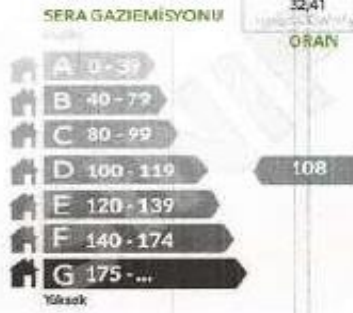 32,41
SERA GAZI EMİSYONU
ORAN
A 0-39
B 40-79
C 80-99
D 100-119
108
E 120-139
F 140-174
G 175-...
Yüksek